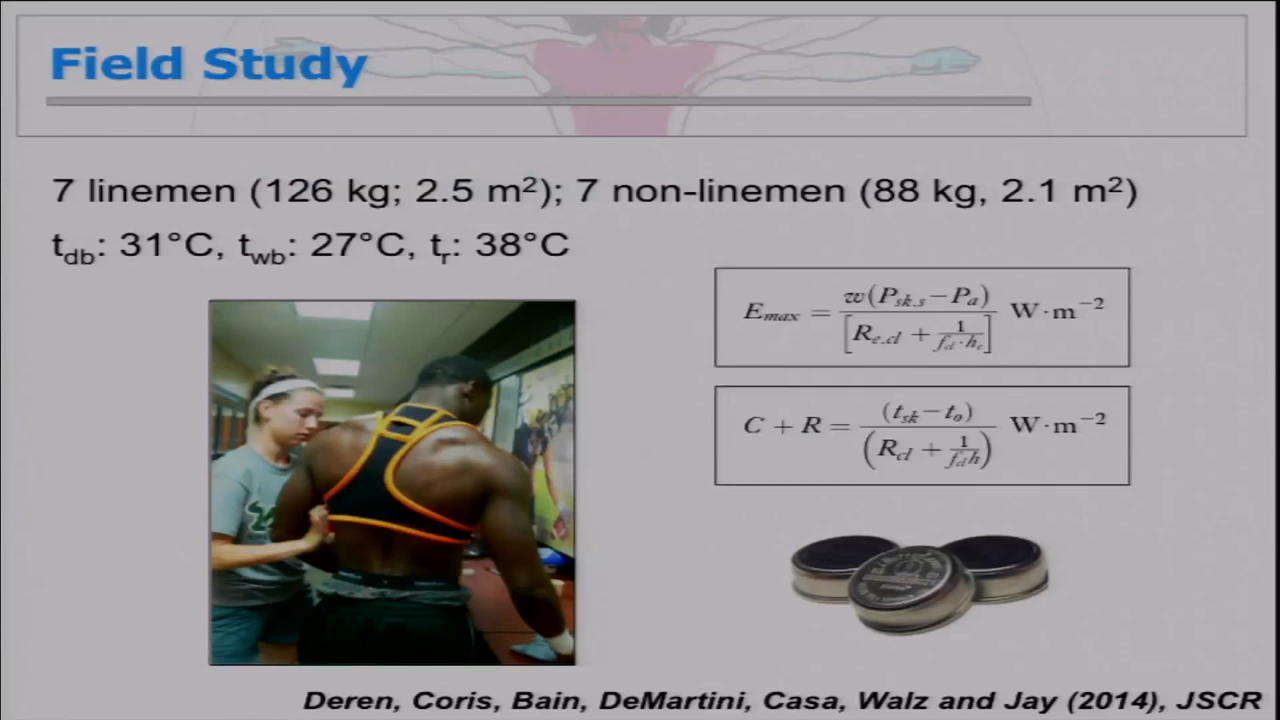 Field Study
7 linemen (126 kg; 2.5 m²); 7 non-linemen (88 kg, 2.1 m²)
t_db: 31°C, t_wb: 27°C, t_r: 38°C
E_max = w(P_sk,s − P_a) / [R_e,cl + 1/(f_cl · h_e)] W·m⁻²
C + R = (t_sk − t_o) / (R_cl + 1/(f_cl h)) W·m⁻²
Deren, Coris, Bain, DeMartini, Casa, Walz and Jay (2014), JSCR